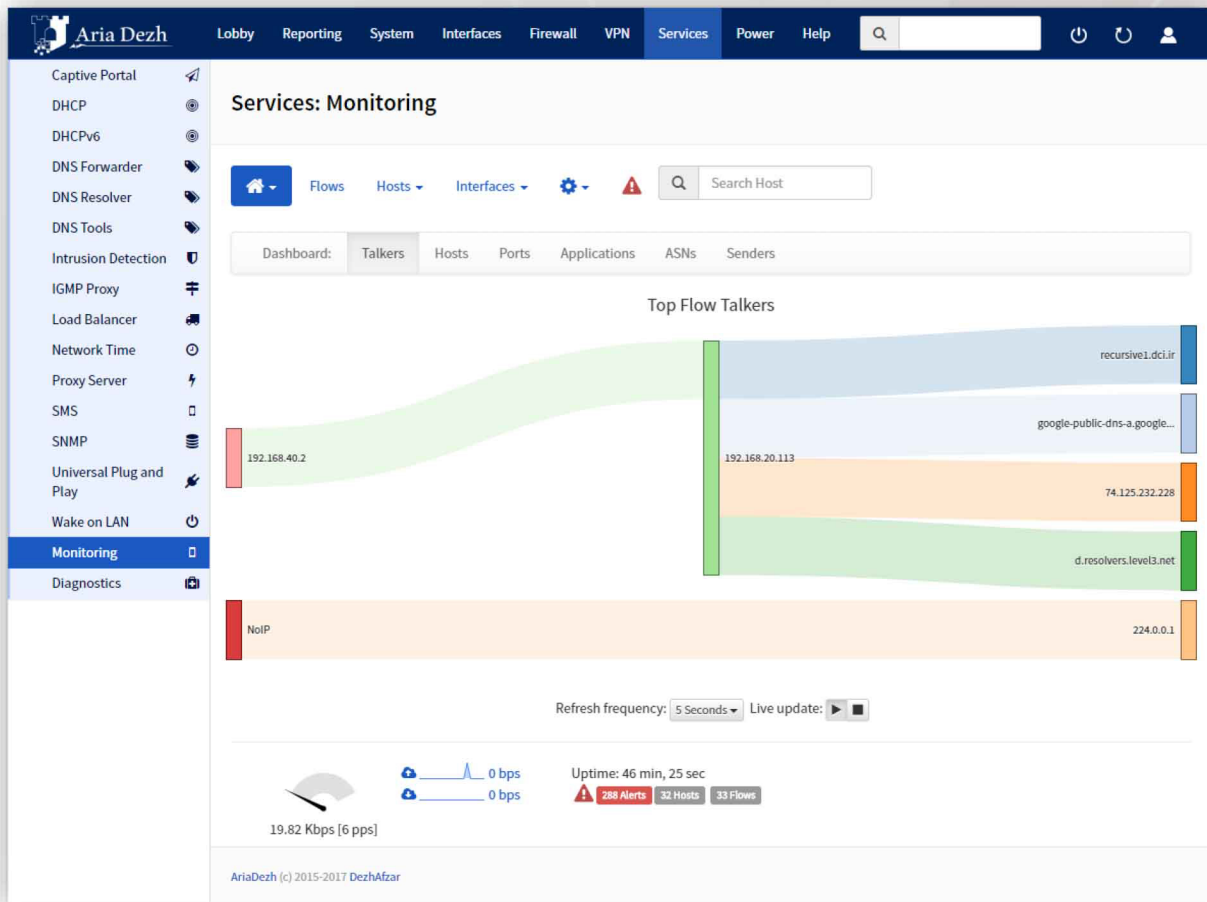 Aria Dezh
Lobby Reporting System Interfaces Firewall VPN Services Power Help
Captive Portal
DHCP
DHCPv6
DNS Forwarder
DNS Resolver
DNS Tools
Intrusion Detection
IGMP Proxy
Load Balancer
Network Time
Proxy Server
SMS
SNMP
Universal Plug and
Play
Wake on LAN
Monitoring
Diagnostics
Services: Monitoring
Flows Hosts Interfaces Search Host
Dashboard: Talkers Hosts Ports Applications ASNs Senders
Top Flow Talkers
recursive1.dci.ir
google-public-dns-a.google...
192.168.40.2 192.168.20.113
74.125.232.228
d.resolvers.level3.net
NoIP 224.0.0.1
Refresh frequency: 5 Seconds Live update:
0 bps
0 bps
19.82 Kbps [6 pps]
Uptime: 46 min, 25 sec
288 Alerts 32 Hosts 33 Flows
AriaDezh (c) 2015-2017 DezhAfzar